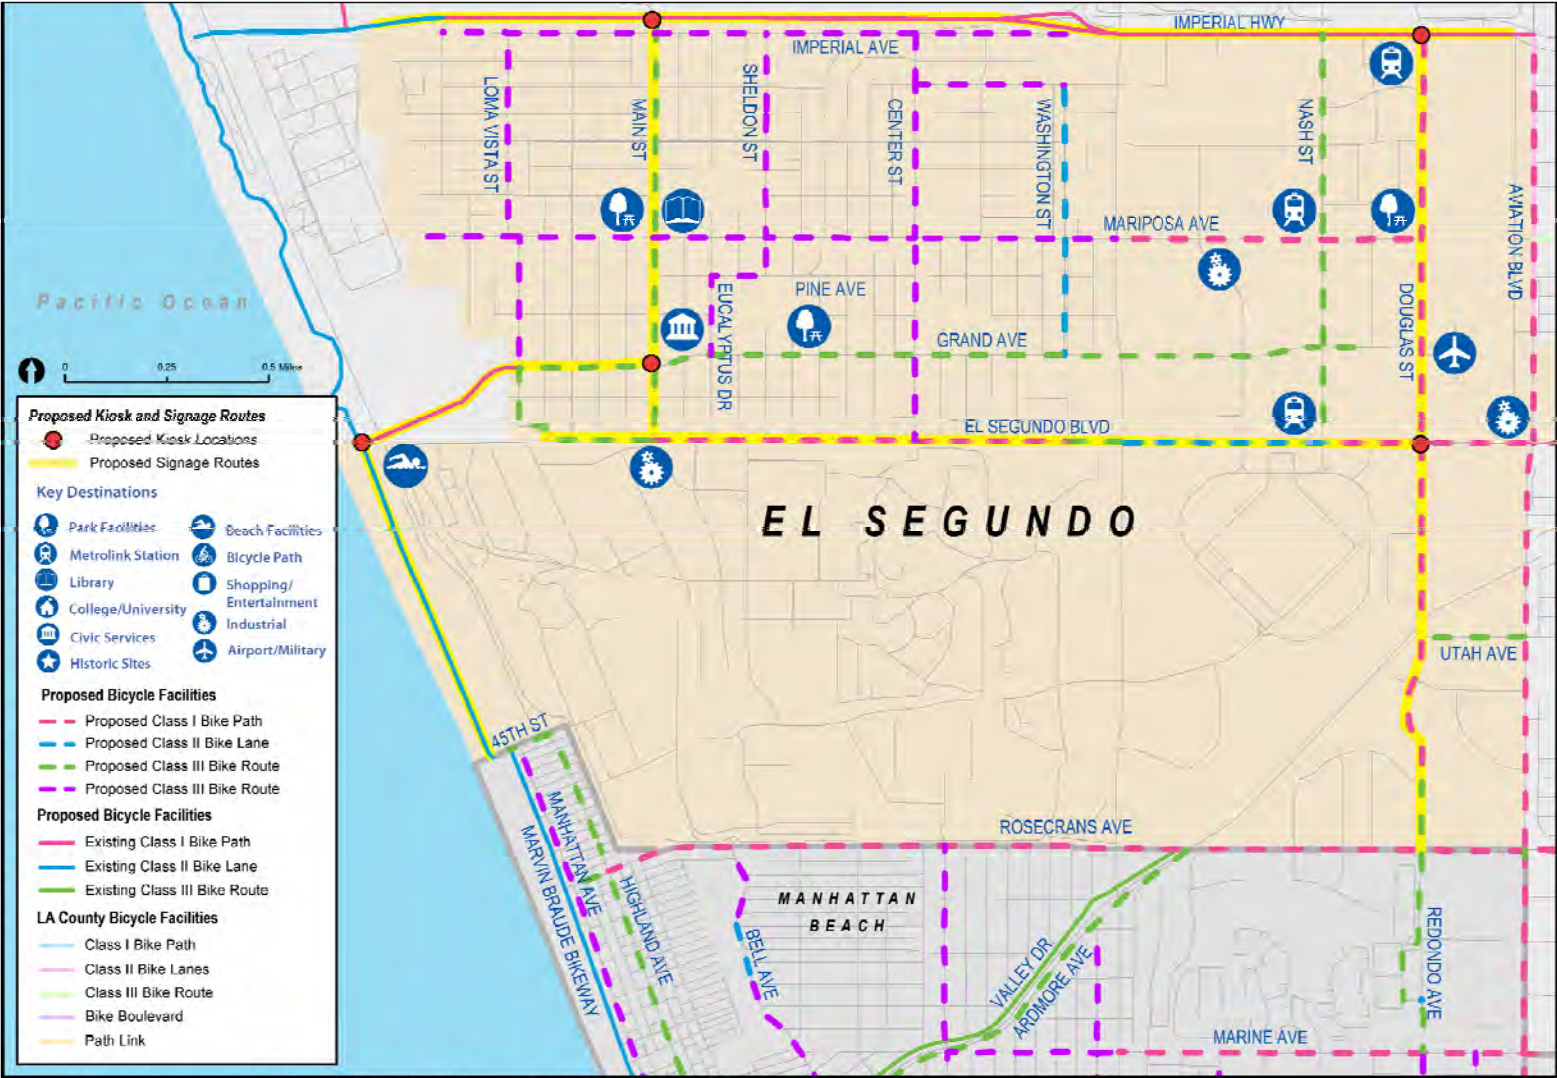 IMPERIAL HWY
IMPERIAL AVE
LOMA VISTA ST
MAIN ST
SHELDON ST
CENTER ST
WASHINGTON ST
NASH ST
AVIATION BLVD
MARIPOSA AVE
Pacific Ocean
EUCALYPTUS DR
PINE AVE
GRAND AVE
DOUGLAS ST
0 0.25 0.5 Miles
EL SEGUNDO BLVD
EL SEGUNDO
UTAH AVE
45TH ST
ROSECRANS AVE
MANHATTAN AVE
MARVIN BRAUDE BIKEWAY
HIGHLAND AVE
BELL AVE
MANHATTAN
BEACH
VALLEY DR
ARDMORE AVE
REDONDO AVE
MARINE AVE
Proposed Kiosk and Signage Routes
Proposed Kiosk Locations
Proposed Signage Routes
Key Destinations
Park Facilities
Metrolink Station
Library
College/University
Civic Services
Historic Sites
Beach Facilities
Bicycle Path
Shopping/
Entertainment
Industrial
Airport/Military
Proposed Bicycle Facilities
Proposed Class I Bike Path
Proposed Class II Bike Lane
Proposed Class III Bike Route
Proposed Class III Bike Route
Proposed Bicycle Facilities
Existing Class I Bike Path
Existing Class II Bike Lane
Existing Class III Bike Route
LA County Bicycle Facilities
Class I Bike Path
Class II Bike Lanes
Class III Bike Route
Bike Boulevard
Path Link